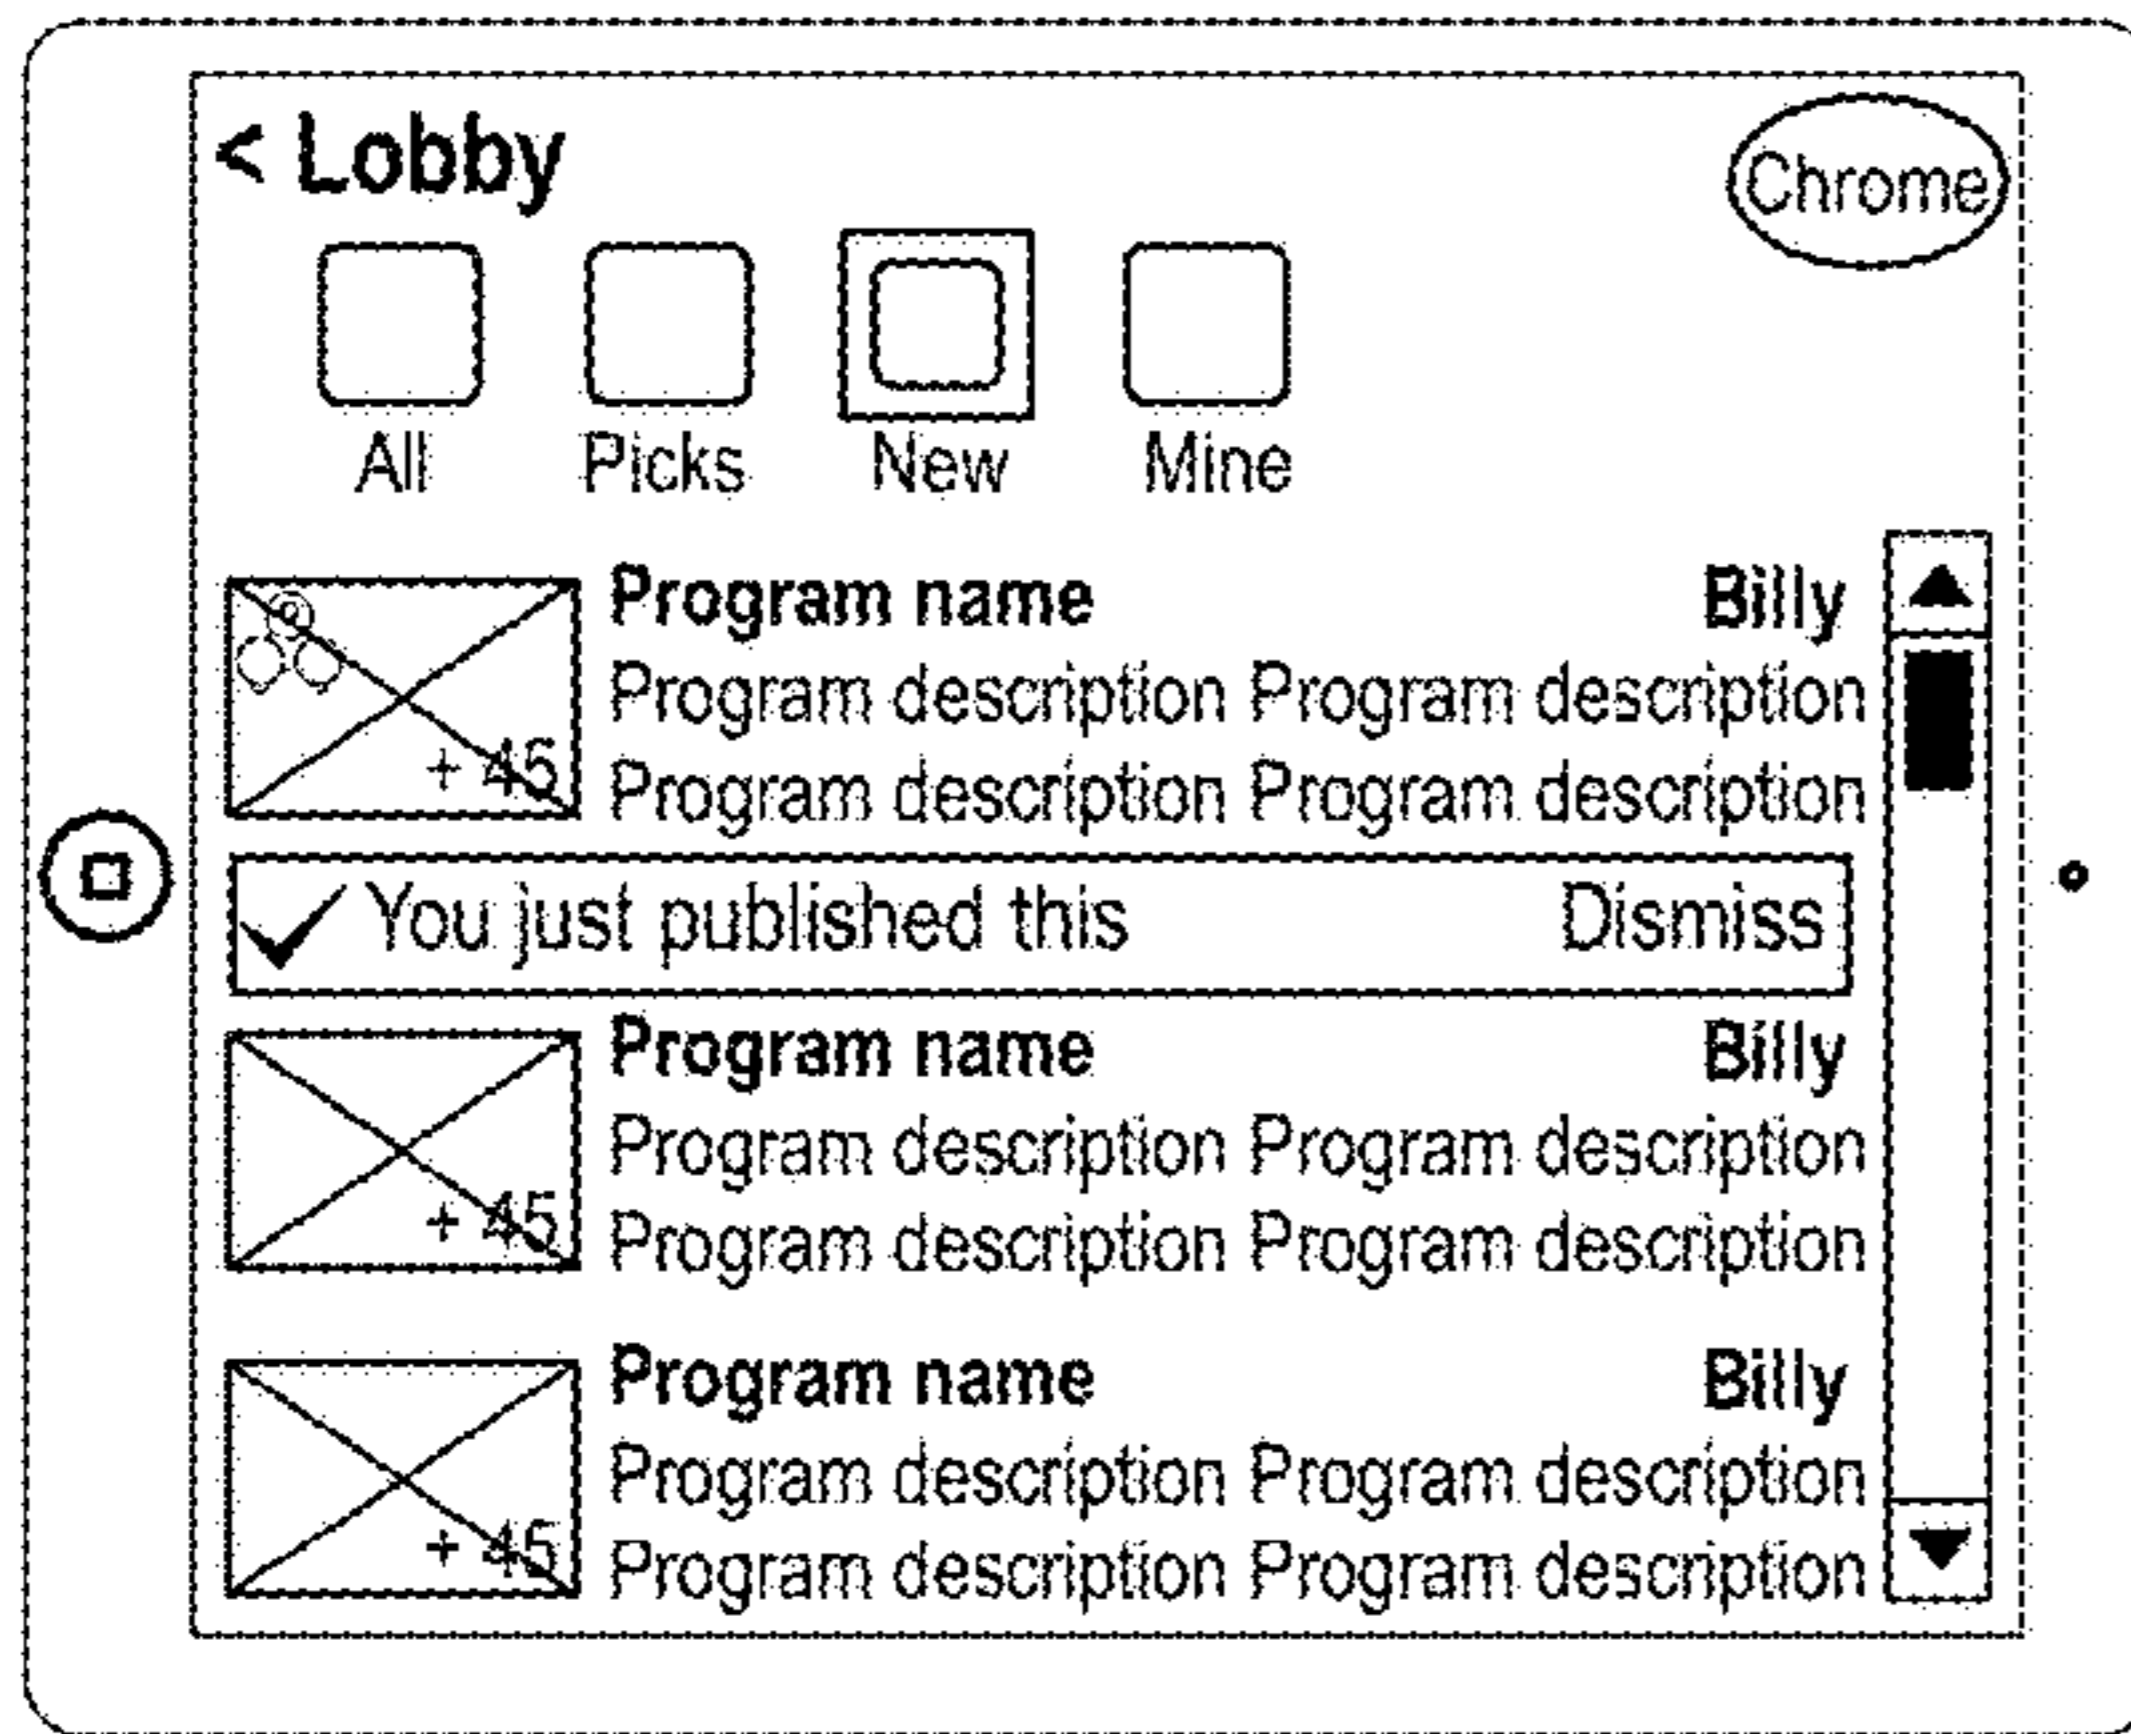 < Lobby
Chrome
All Picks New Mine
Program name Billy
Program description Program description
+ 45 Program description Program description
You just published this Dismiss
Program name Billy
Program description Program description
+ 45 Program description Program description
Program name Billy
Program description Program description
+ 45 Program description Program description